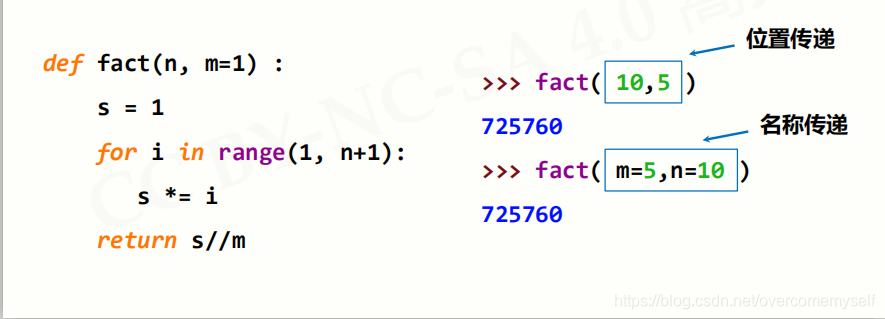 def fact(n, m=1) :
s = 1
for i in range(1, n+1):
s *= i
return s//m
位置传递
>>> fact( 10,5 )
725760
名称传递
>>> fact( m=5,n=10 )
725760
CC BY-NC-SA 4.0
https://blog.csdn.net/overcomemyself